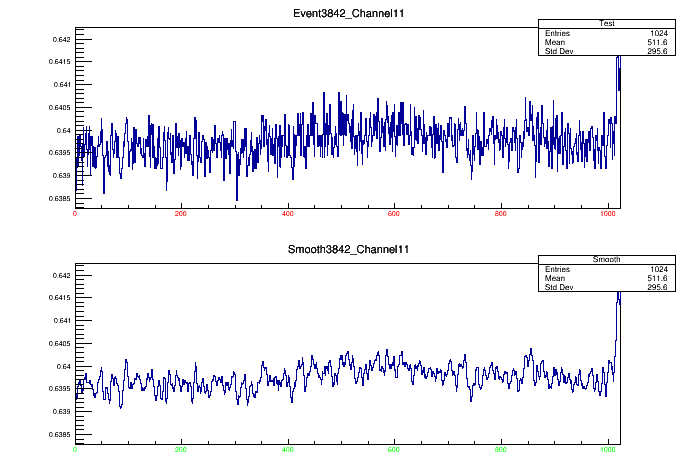 Event3842_Channel11
Test
Entries 1024
Mean 511.6
Std Dev 295.6
0.642
0.6415
0.641
0.6405
0.64
0.6395
0.639
0.6385
0 200 400 600 800 1000
Smooth3842_Channel11
Smooth
Entries 1024
Mean 511.6
Std Dev 295.6
0.642
0.6415
0.641
0.6405
0.64
0.6395
0.639
0.6385
0 200 400 600 800 1000